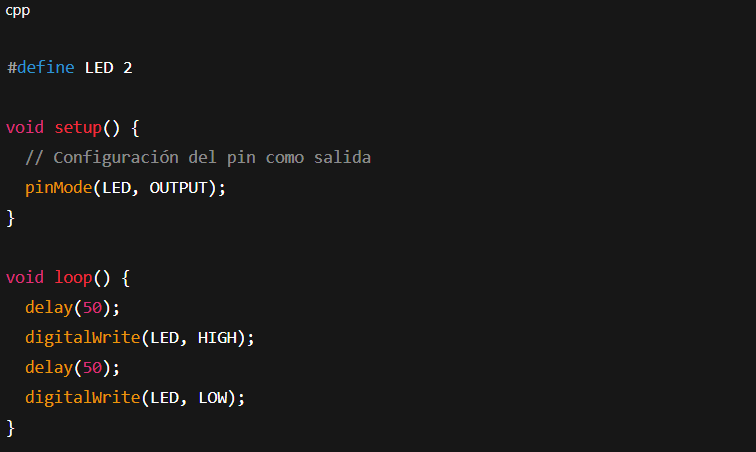 cpp
#define LED 2
void setup() {
// Configuración del pin como salida
pinMode(LED, OUTPUT);
}
void loop() {
delay(50);
digitalWrite(LED, HIGH);
delay(50);
digitalWrite(LED, LOW);
}